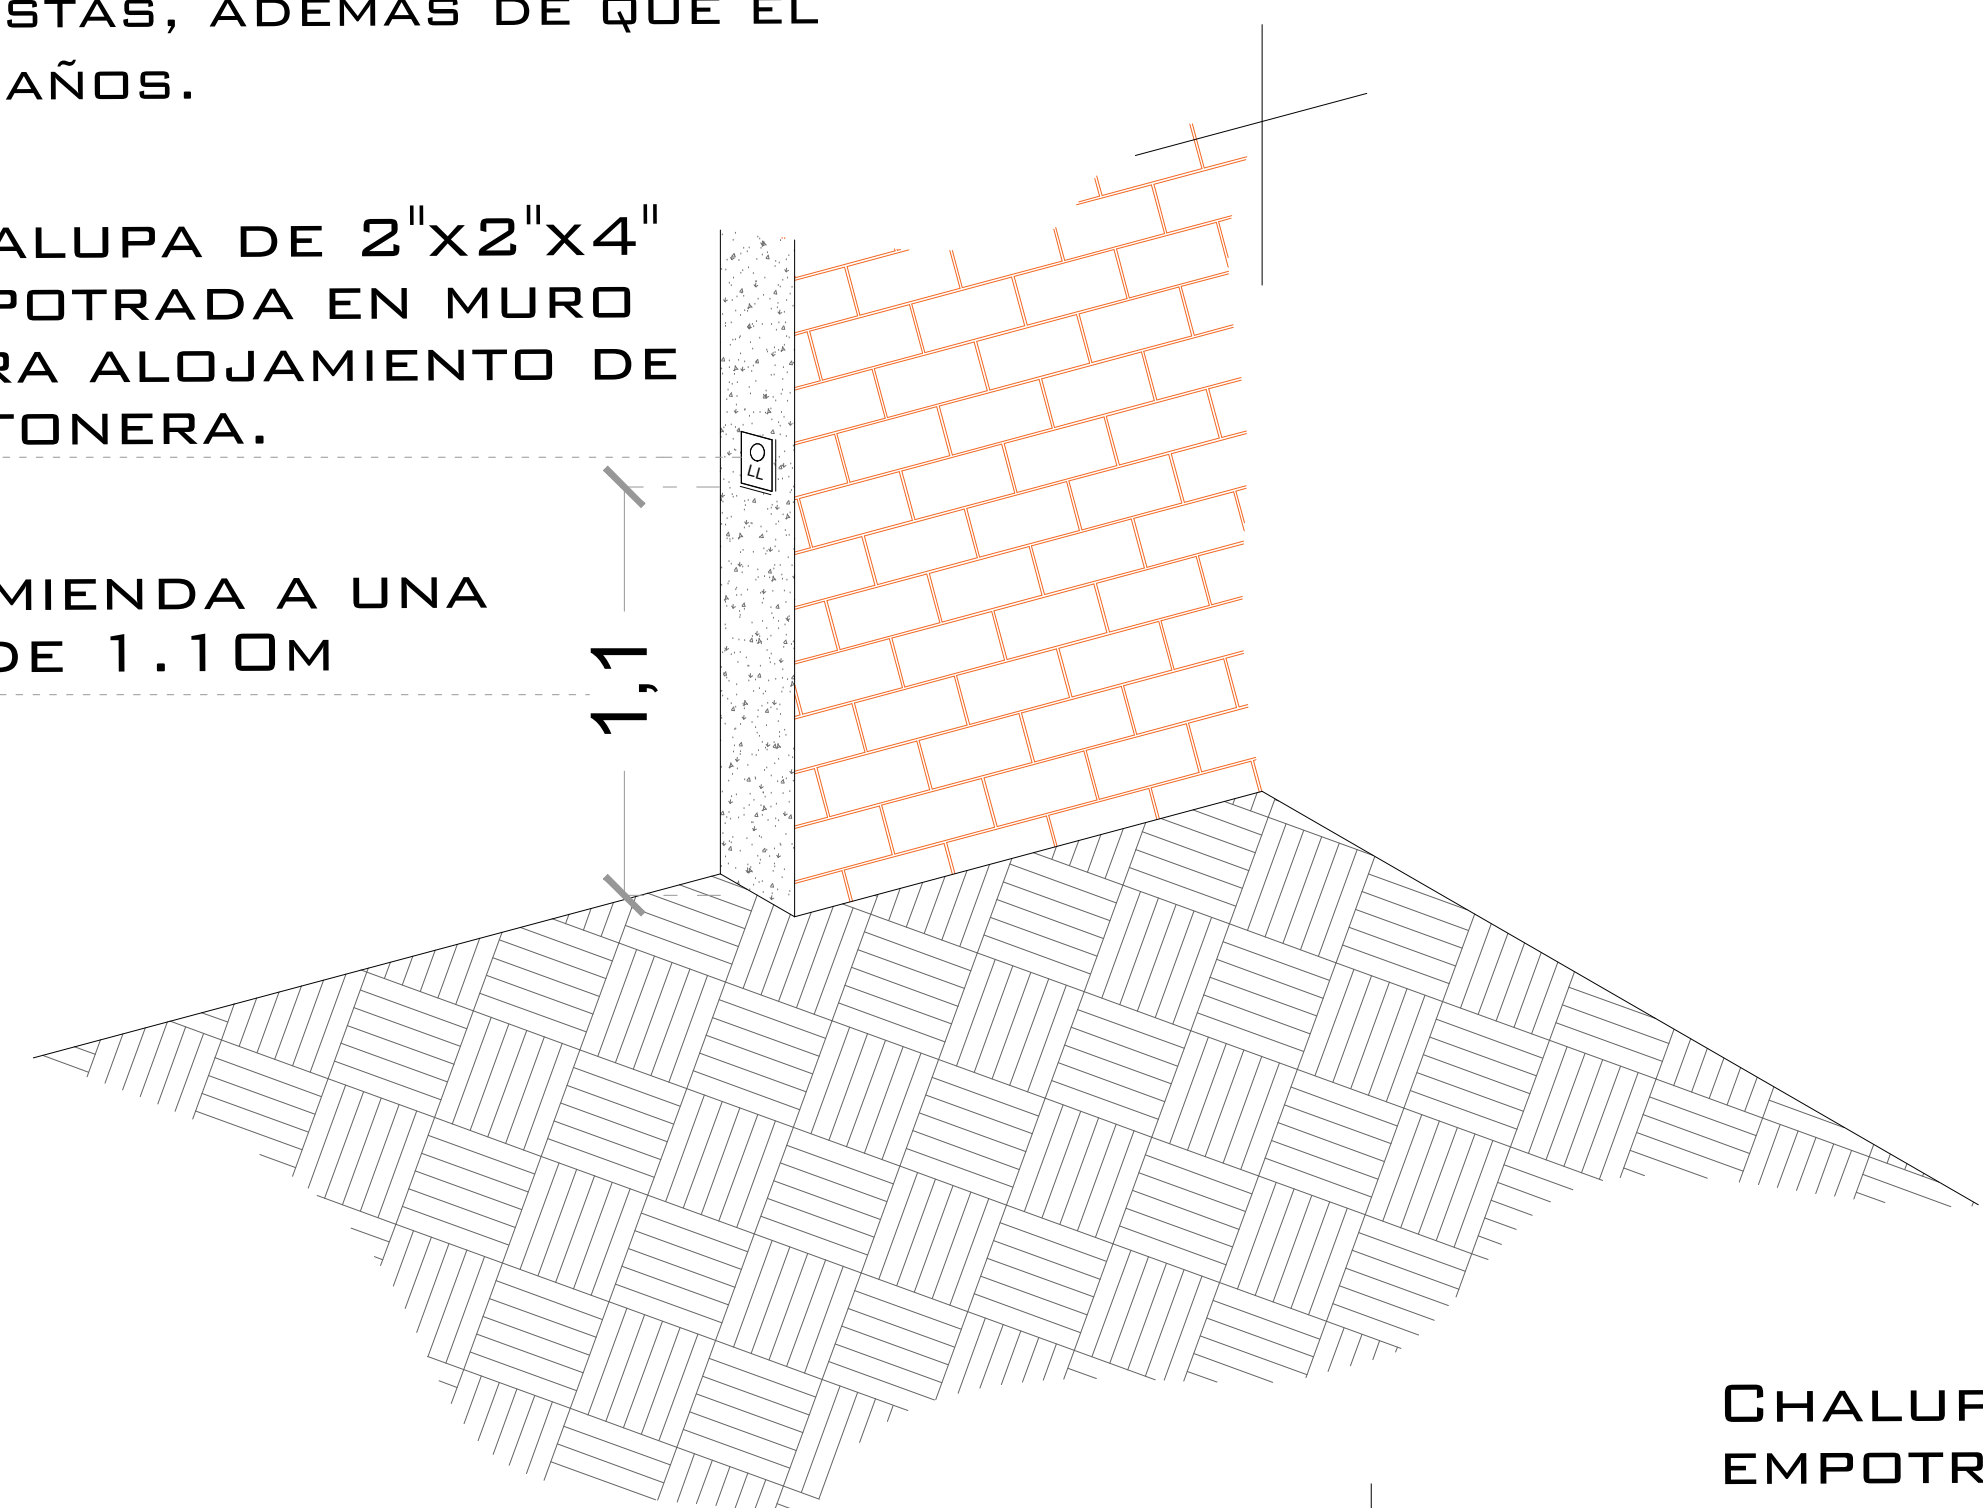 STAS, ADEMAS DE QUE EL
AÑOS.
ALUPA DE 2"x2"x4"
POTRADA EN MURO
RA ALOJAMIENTO DE
TONERA.
MIENDA A UNA
DE 1.10M
1,1
CHALUP
EMPOTR